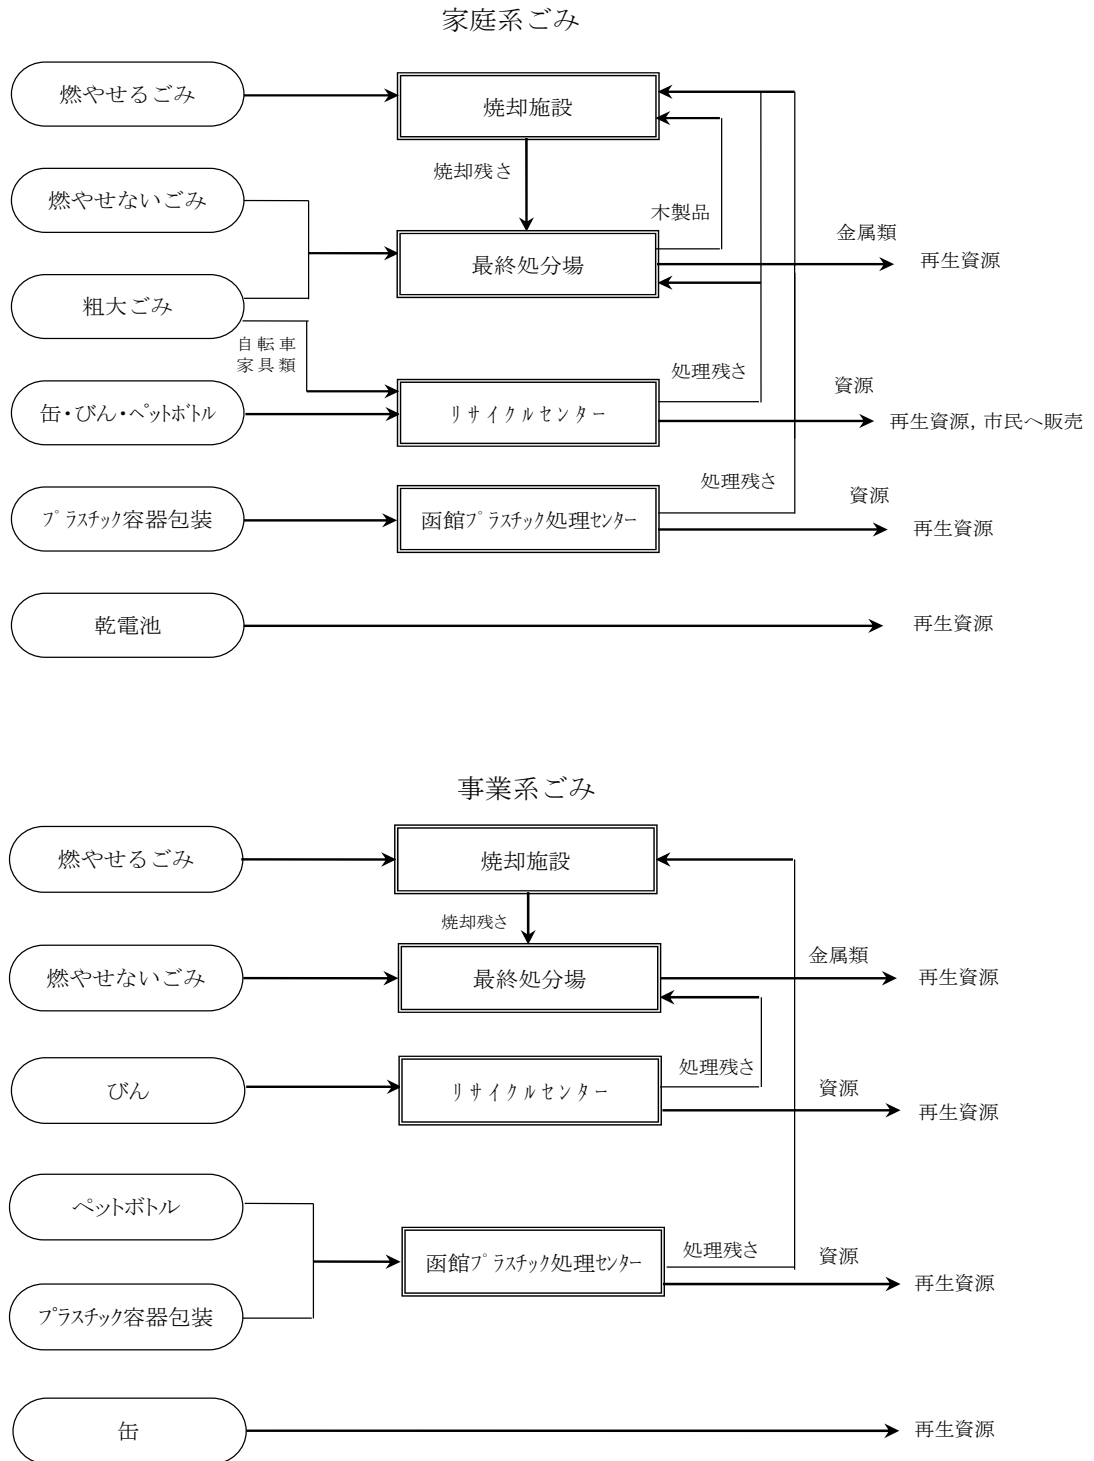 家庭系ごみ
燃やせるごみ
焼却施設
焼却残さ
燃やせないごみ
木製品
金属類
最終処分場
再生資源
粗大ごみ
自転車
家具類
処理残さ
資源
缶・びん・ペットボトル
リサイクルセンター
再生資源,市民へ販売
処理残さ
資源
プラスチック容器包装
函館プラスチック処理センター
再生資源
乾電池
再生資源
事業系ごみ
燃やせるごみ
焼却施設
焼却残さ
金属類
燃やせないごみ
最終処分場
再生資源
処理残さ
資源
びん
リサイクルセンター
再生資源
ペットボトル
処理残さ
資源
函館プラスチック処理センター
再生資源
プラスチック容器包装
缶
再生資源